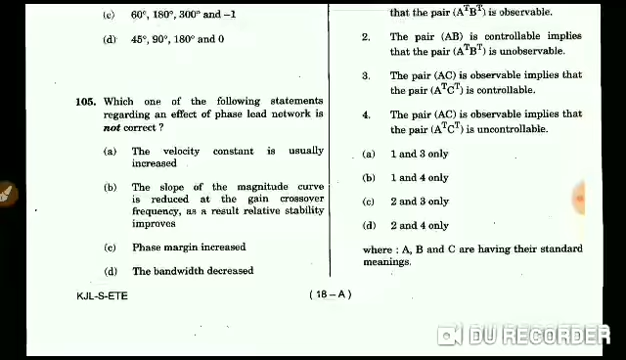 (c) 60°, 180°, 300° and –1
(d) 45°, 90°, 180° and 0
105. Which one of the following statements
regarding an effect of phase lead network is
not correct ?
(a) The velocity constant is usually
increased
(b) The slope of the magnitude curve
is reduced at the gain crossover
frequency, as a result relative stability
improves
(c) Phase margin increased
(d) The bandwidth decreased
that the pair (AᵀBᵀ) is observable.
2. The pair (AB) is controllable implies
that the pair (AᵀBᵀ) is unobservable.
3. The pair (AC) is observable implies that
the pair (AᵀCᵀ) is controllable.
4. The pair (AC) is observable implies that
the pair (AᵀCᵀ) is uncontrollable.
(a) 1 and 3 only
(b) 1 and 4 only
(c) 2 and 3 only
(d) 2 and 4 only
where : A, B and C are having their standard
meanings.
KJL-S-ETE
( 18 – A )
DU RECORDER